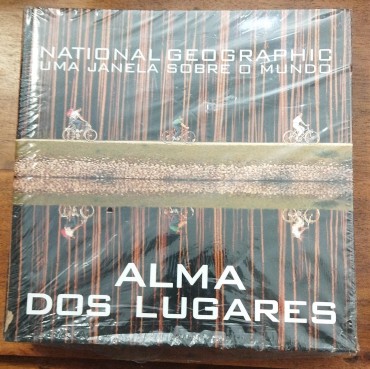 NATIONAL GEOGRAPHIC
UMA JANELA SOBRE O MUNDO
ALMA
DOS LUGARES